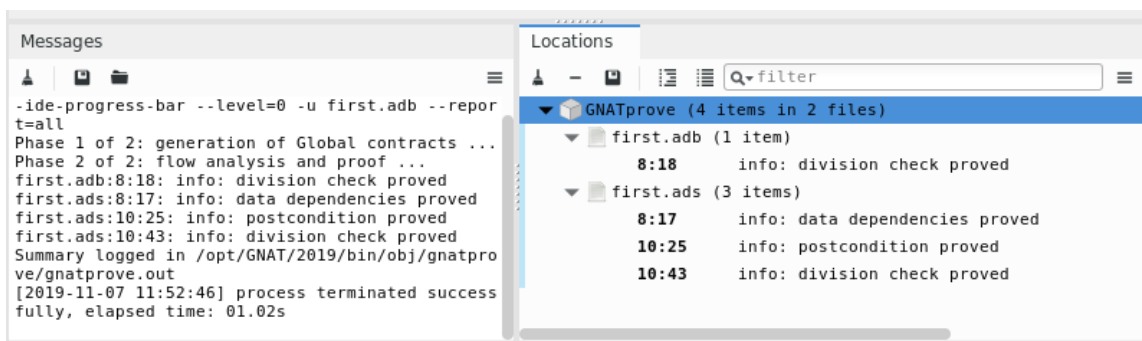 Messages
-ide-progress-bar --level=0 -u first.adb --repor
t=all
Phase 1 of 2: generation of Global contracts ...
Phase 2 of 2: flow analysis and proof ...
first.adb:8:18: info: division check proved
first.ads:8:17: info: data dependencies proved
first.ads:10:25: info: postcondition proved
first.ads:10:43: info: division check proved
Summary logged in /opt/GNAT/2019/bin/obj/gnatpro
ve/gnatprove.out
[2019-11-07 11:52:46] process terminated success
fully, elapsed time: 01.02s
Locations
filter
GNATprove (4 items in 2 files)
first.adb (1 item)
8:18 info: division check proved
first.ads (3 items)
8:17 info: data dependencies proved
10:25 info: postcondition proved
10:43 info: division check proved